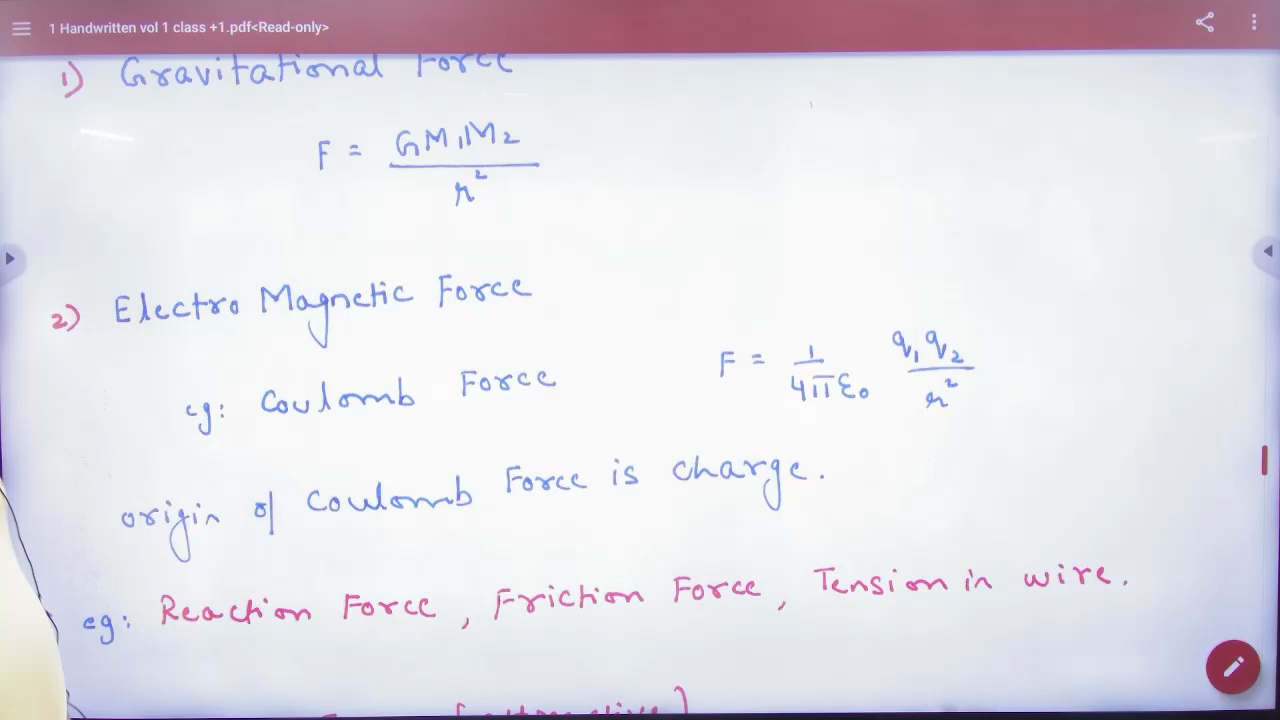 1 Handwritten vol 1 class +1.pdf<Read-only>
1) Gravitational Force
F = GM₁M₂ / r²
2) Electro Magnetic Force
eg: Coulomb Force F = 1/4πε₀ q₁q₂/r²
origin of Coulomb Force is charge.
eg: Reaction Force, Friction Force, Tension in wire.